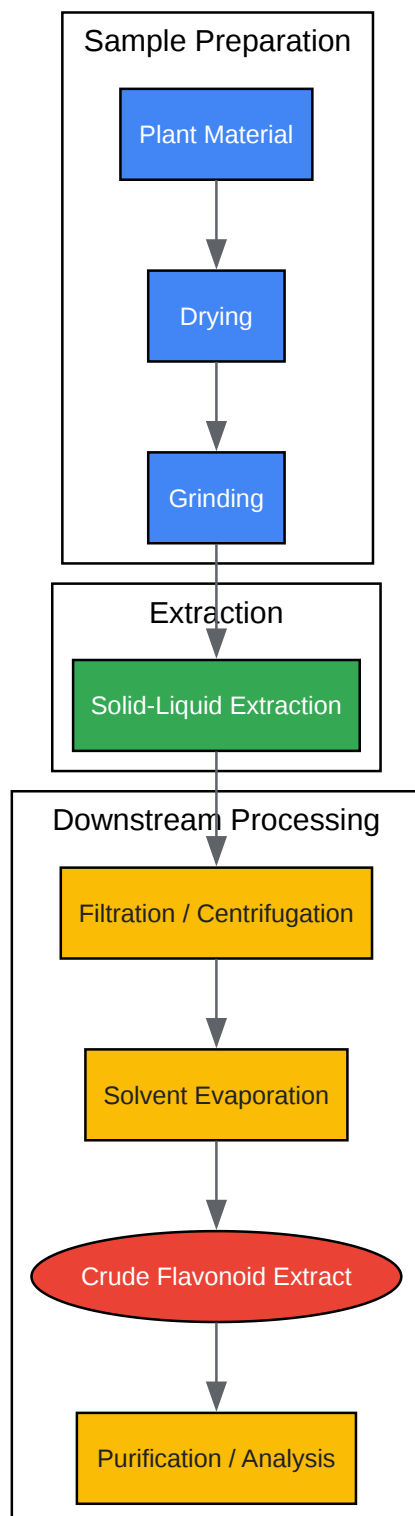 Sample Preparation
Plant Material
Drying
Grinding
Extraction
Solid-Liquid Extraction
Downstream Processing
Filtration / Centrifugation
Solvent Evaporation
Crude Flavonoid Extract
Purification / Analysis